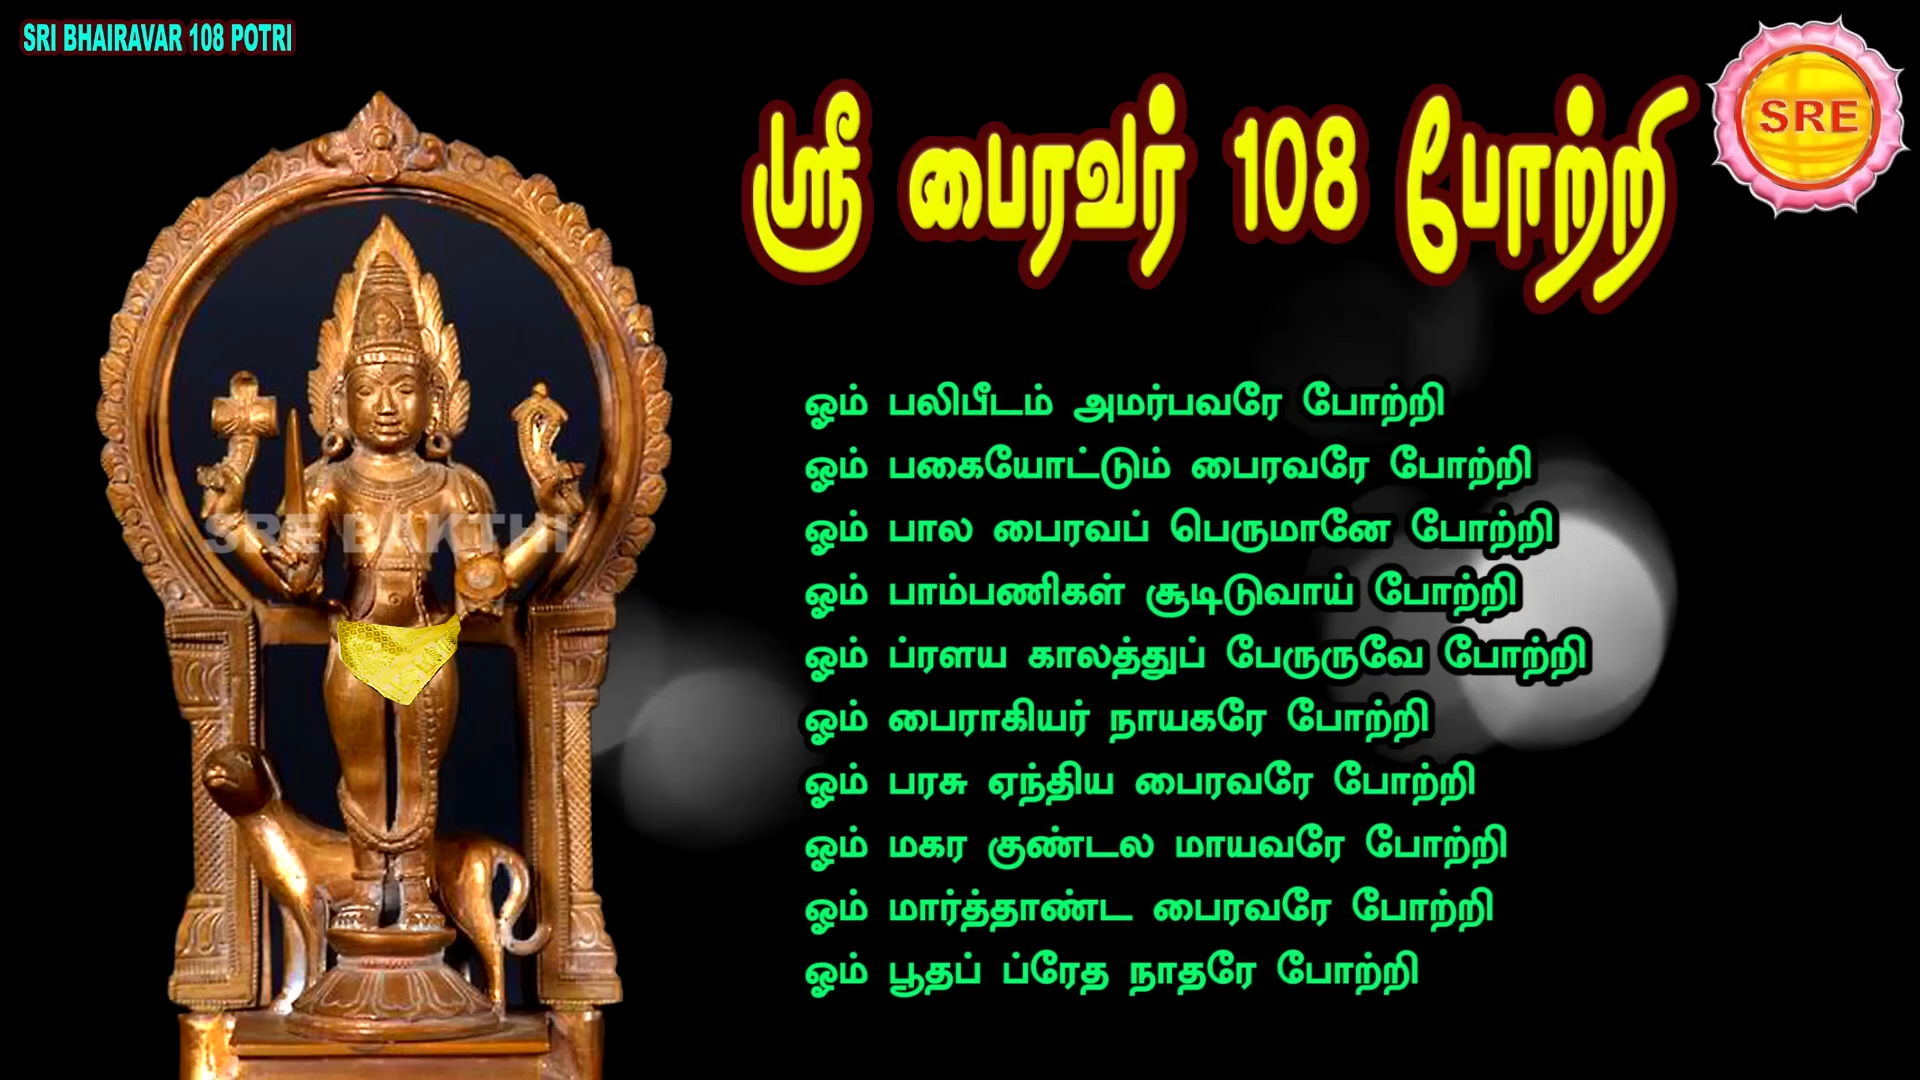 SRI BHAIRAVAR 108 POTRI
ஸ்ரீ பைரவர் 108 போற்றி
SRE
ஓம் பலிபீடம் அமர்பவரே போற்றி
ஓம் பகையோட்டும் பைரவரே போற்றி
ஓம் பால பைரவப் பெருமானே போற்றி
ஓம் பாம்பணிகள் சூடிடுவாய் போற்றி
ஓம் ப்ரளய காலத்துப் பேருருவே போற்றி
ஓம் பைராகியர் நாயகரே போற்றி
ஓம் பரசு ஏந்திய பைரவரே போற்றி
ஓம் மகர குண்டல மாயவரே போற்றி
ஓம் மார்த்தாண்ட பைரவரே போற்றி
ஓம் பூதப் ப்ரேத நாதரே போற்றி
SRE BAKTHI